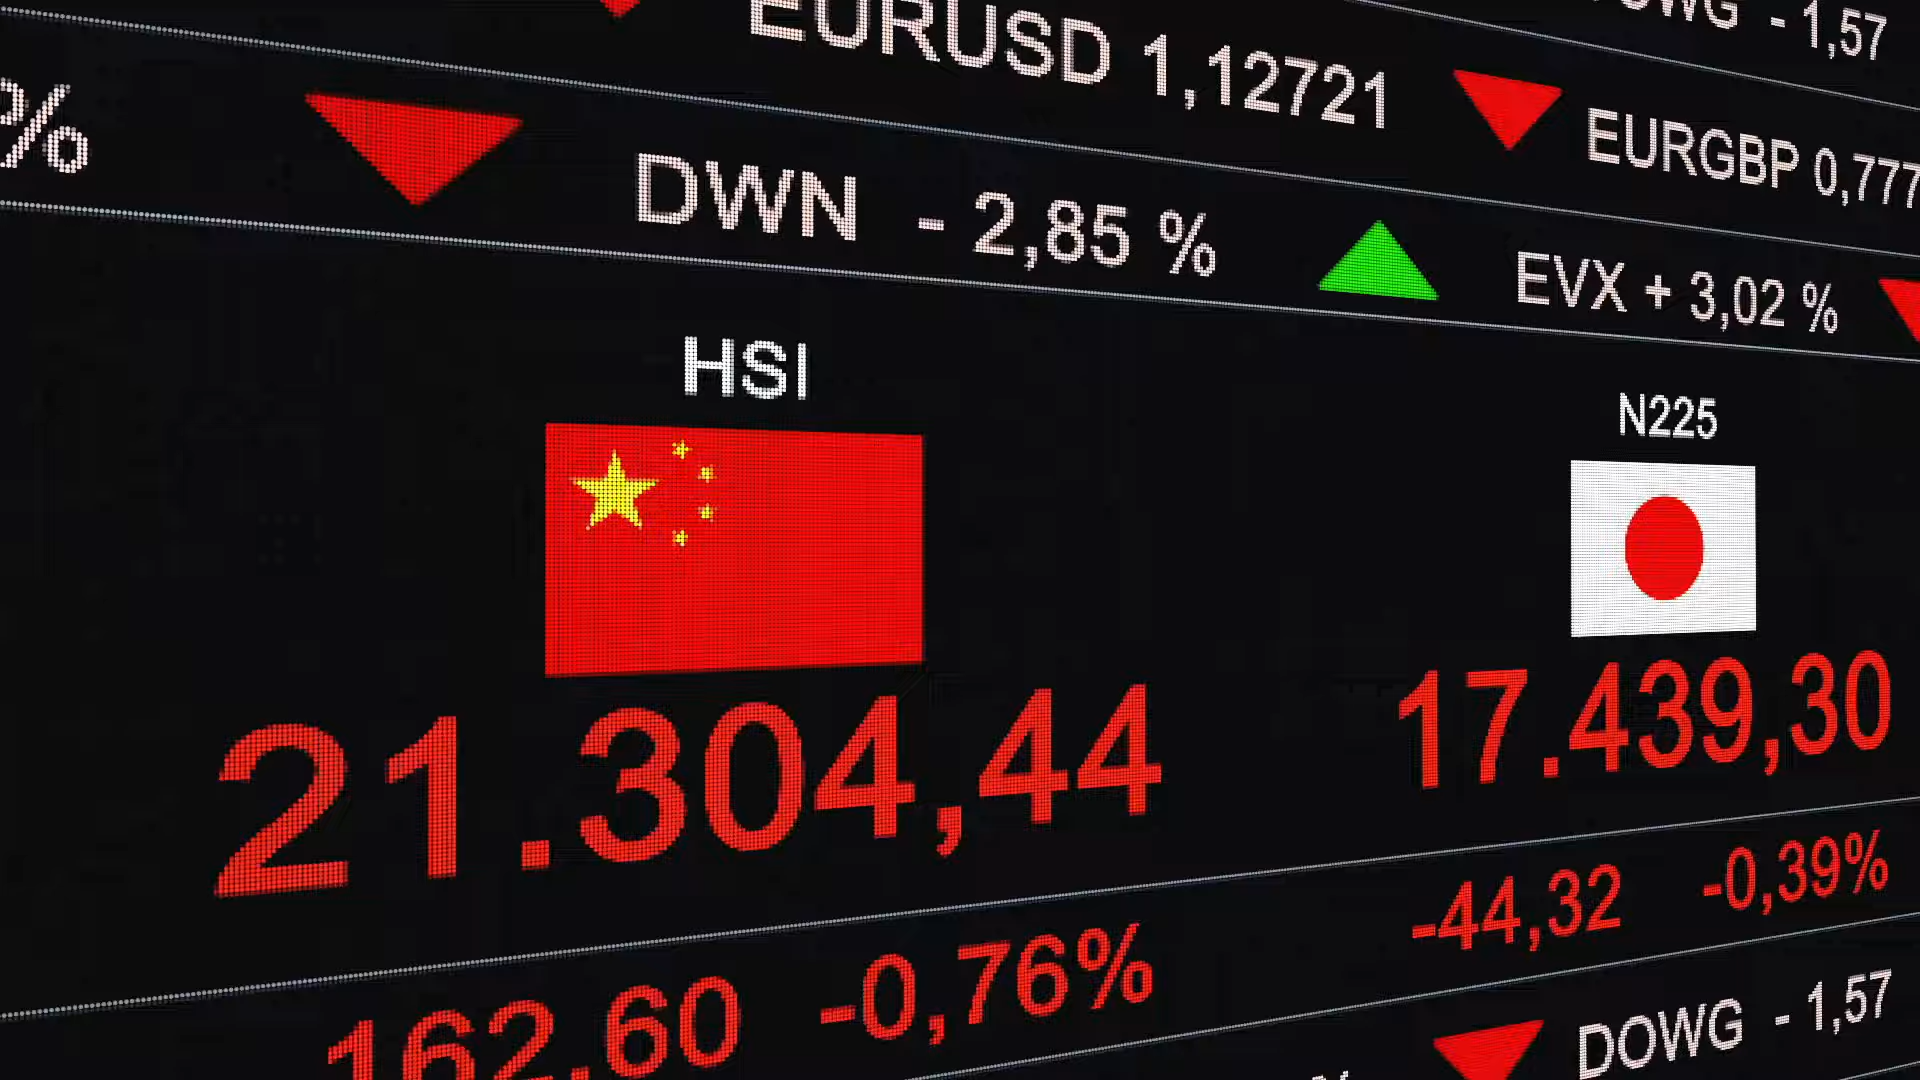 EURUSD 1,12721
EURGBP 0,777
DOWG - 1,57
%
DWN - 2,85 %
EVX + 3,02 %
HSI
21.304,44
162.60 -0,76%
N225
17.439,30
-44,32 -0,39%
DOWG - 1,57